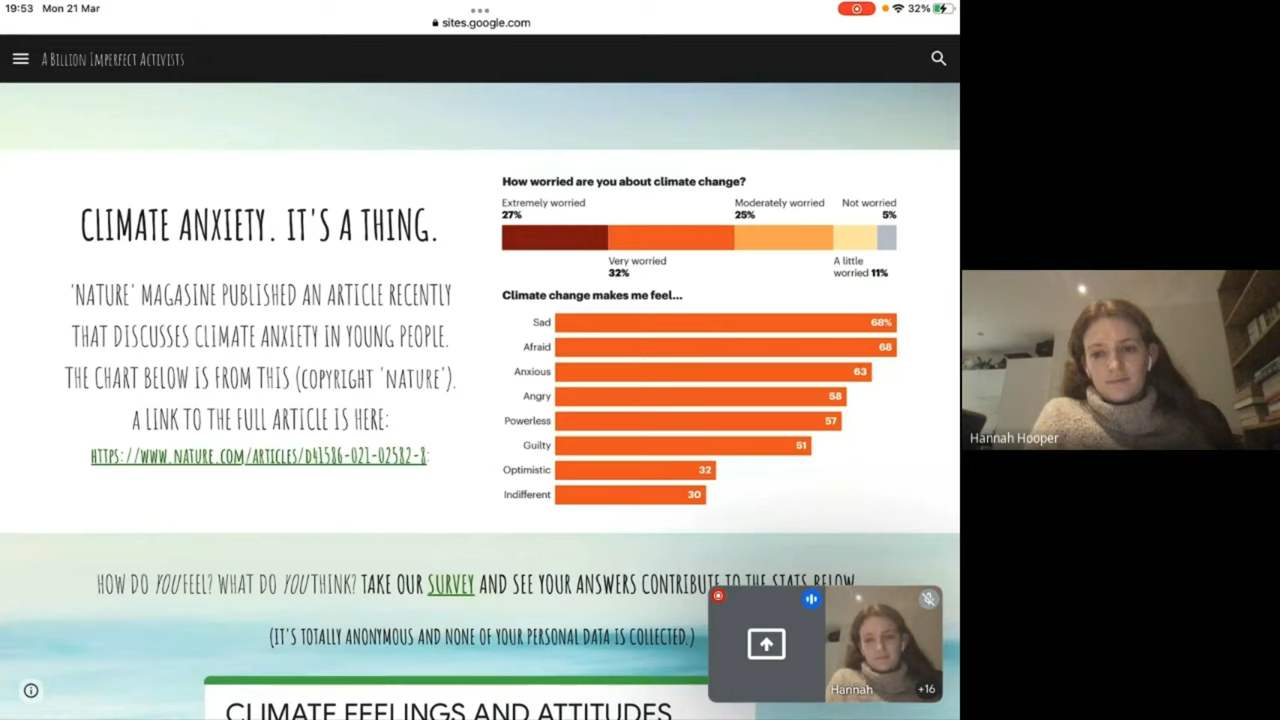 19:53 Mon 21 Mar
32%
sites.google.com
A Billion Imperfect Activists
CLIMATE ANXIETY. IT'S A THING.
'NATURE' MAGASINE PUBLISHED AN ARTICLE RECENTLY
THAT DISCUSSES CLIMATE ANXIETY IN YOUNG PEOPLE.
THE CHART BELOW IS FROM THIS (COPYRIGHT 'NATURE').
A LINK TO THE FULL ARTICLE IS HERE:
HTTPS://WWW.NATURE.COM/ARTICLES/D41586-021-02582-8:
How worried are you about climate change?
Extremely worried
27%
Moderately worried
25%
Not worried
5%
Very worried
32%
A little
worried 11%
Climate change makes me feel...
Sad 68%
Afraid 68
Anxious 63
Angry 58
Powerless 57
Guilty 51
Optimistic 32
Indifferent 30
HOW DO YOU FEEL? WHAT DO YOU THINK? TAKE OUR SURVEY AND SEE YOUR ANSWERS CONTRIBUTE TO THE STATS BELOW
(IT'S TOTALLY ANONYMOUS AND NONE OF YOUR PERSONAL DATA IS COLLECTED.)
CLIMATE FEELINGS AND ATTITUDES
Hannah
+16
Hannah Hooper